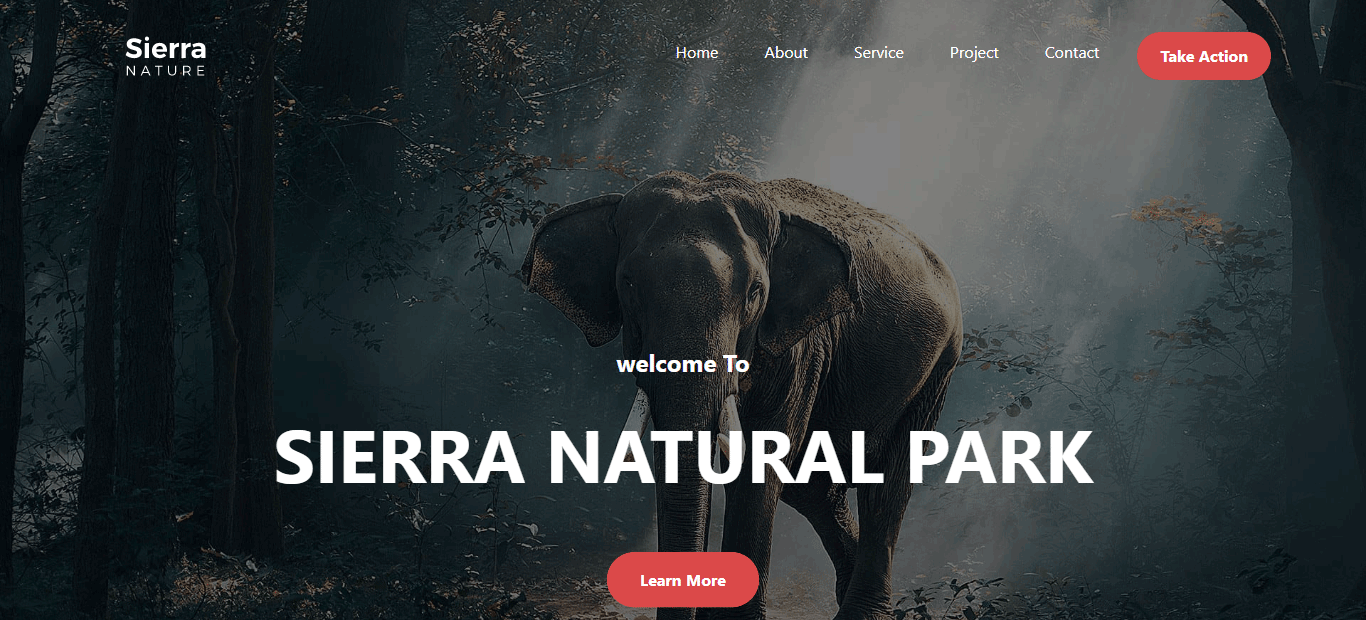 Sierra
NATURE
Home About Service Project Contact Take Action
welcome To
SIERRA NATURAL PARK
Learn More